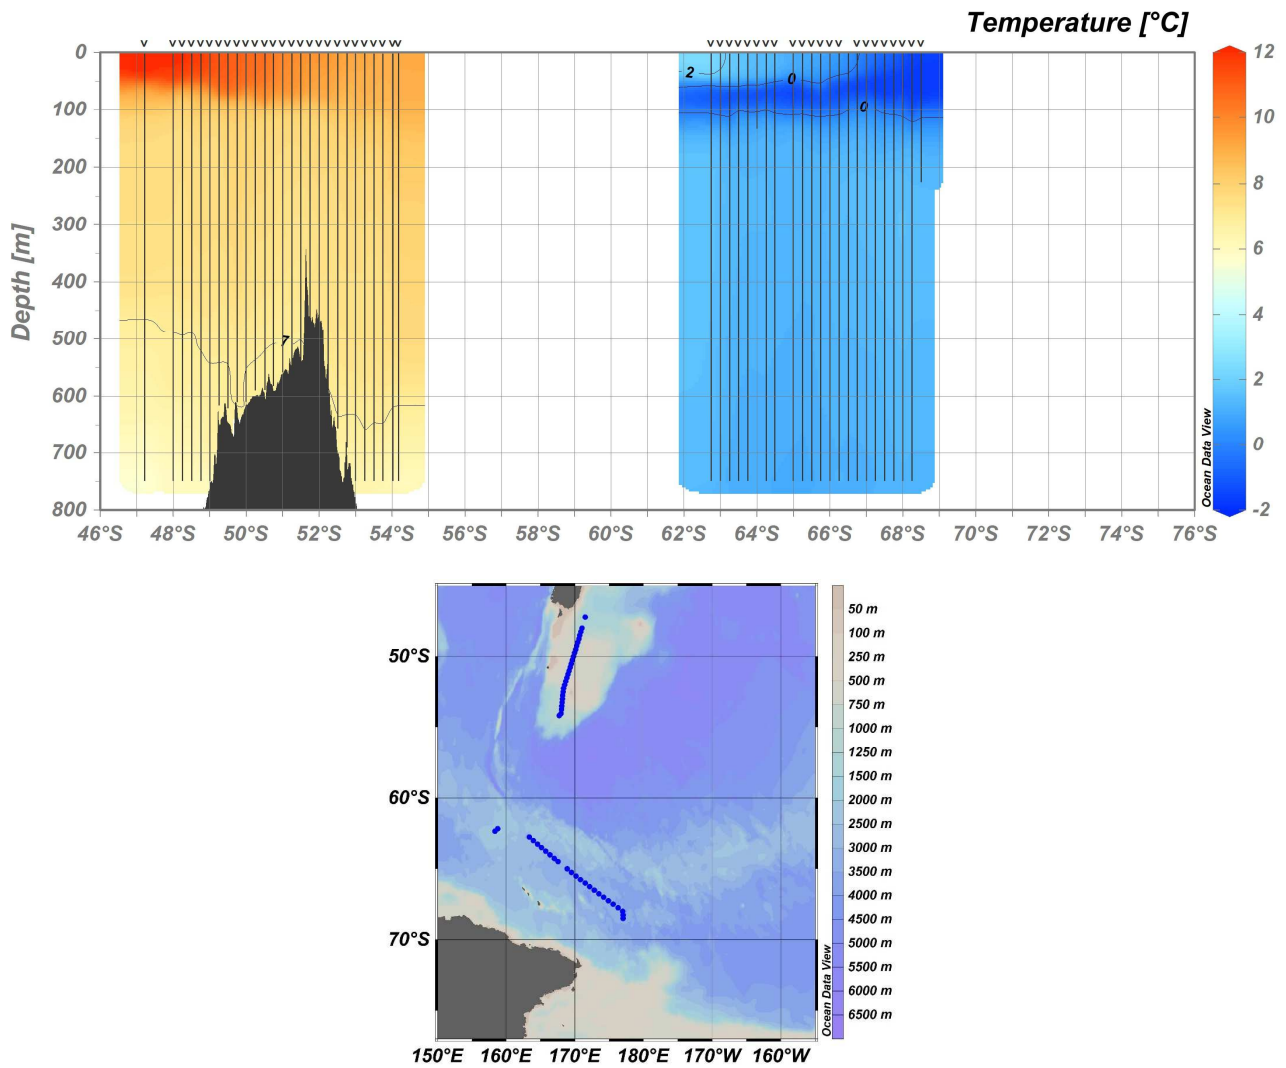 Temperature [°C]
0
100
200
300
400
500
600
700
800
Depth [m]
2
0
0
7
12
10
8
6
4
2
0
-2
Ocean Data View
46°S 48°S 50°S 52°S 54°S 56°S 58°S 60°S 62°S 64°S 66°S 68°S 70°S 72°S 74°S 76°S
50°S
60°S
70°S
150°E 160°E 170°E 180°E 170°W 160°W
50 m
100 m
250 m
500 m
750 m
1000 m
1250 m
1500 m
2000 m
2500 m
3000 m
3500 m
4000 m
4500 m
5000 m
5500 m
6000 m
6500 m
Ocean Data View